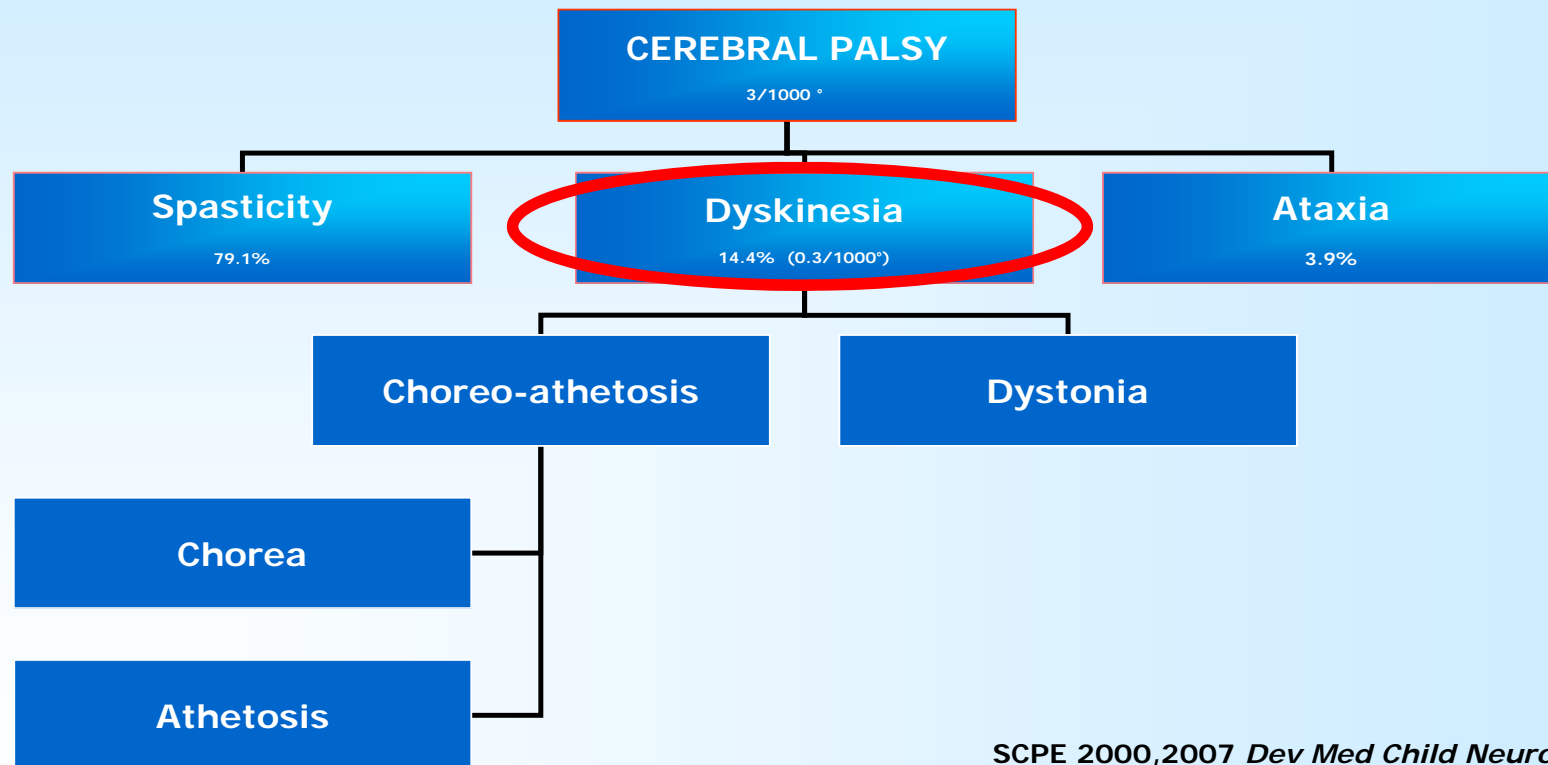 CEREBRAL PALSY
3/1000 °
Spasticity
79.1%
Dyskinesia
14.4% (0.3/1000°)
Ataxia
3.9%
Choreo-athetosis
Dystonia
Chorea
Athetosis
SCPE 2000,2007 Dev Med Child